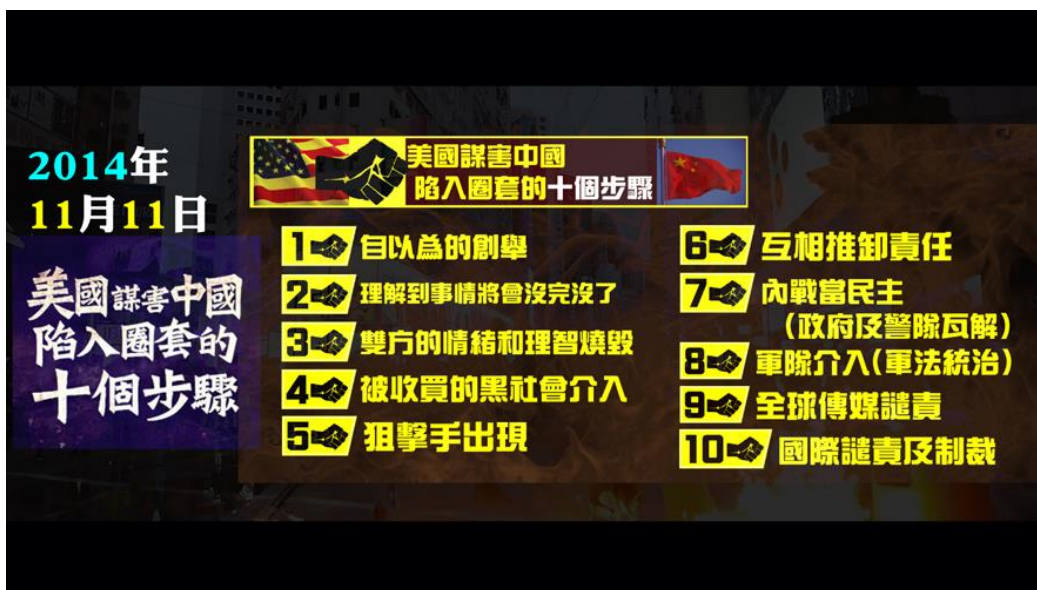 2014年
11月11日
美國謀害中國
陷入圈套的
十個步驟
美國謀害中國
陷入圈套的十個步驟
1 自以為的創舉
2 理解到事情將會沒完沒了
3 雙方的情緒和理智燒毀
4 被收買的黑社會介入
5 狙擊手出現
6 互相推卸責任
7 內戰當民主
(政府及警隊瓦解)
8 軍隊介入(軍法統治)
9 全球傳媒譴責
10 國際譴責及制裁